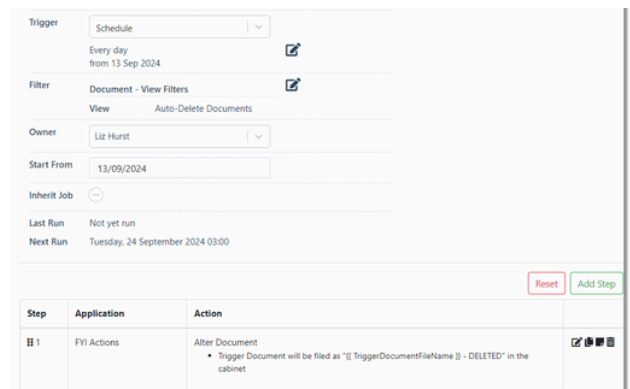 Trigger
Schedule
Every day
from 13 Sep 2024
Filter
Document - View Filters
View Auto-Delete Documents
Owner
Liz Hurst
Start From
13/09/2024
Inherit Job
Last Run Not yet run
Next Run Tuesday, 24 September 2024 03:00
Reset Add Step
Step Application Action
1 FYI Actions Alter Document
Trigger Document will be filed as "{{ TriggerDocumentFileName }} - DELETED" in the
cabinet